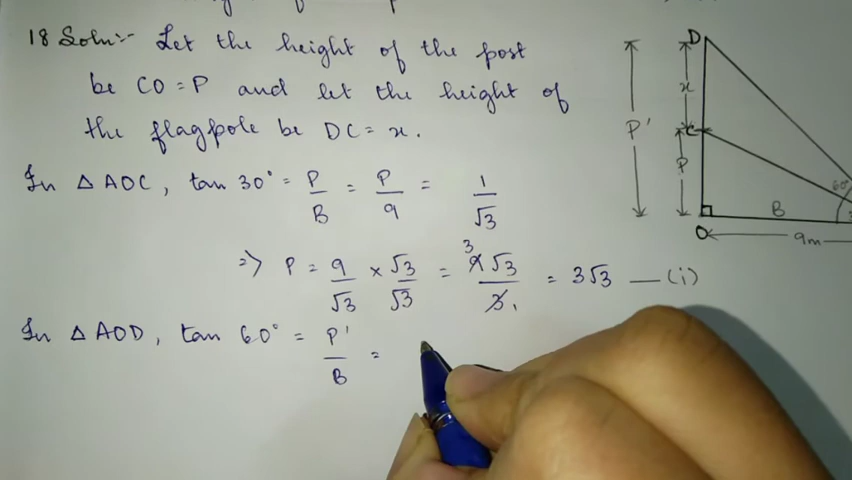 18 Soln:- Let the height of the post
be CO = P and let the height of
the flagpole be DC = x.
In △ AOC, tan 30° = P/B = P/9 = 1/√3
=> P = 9/√3 × √3/√3 = 9√3/3 = 3√3 — (i)
In △ AOD, tan 60° = P'/B =
D
x
P'
C
P
60°
B
O
9m